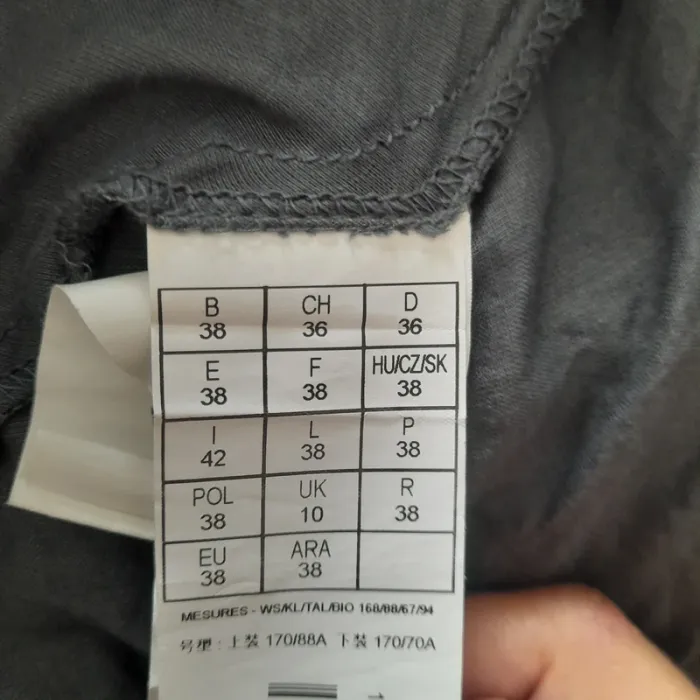 B CH D
38 36 36
E F HU/CZ/SK
38 38 38
I L P
42 38 38
POL UK R
38 10 38
EU ARA
38 38
MESURES - WS/KL/TAL/BIO 168/88/67/94
号型 : 上装 170/88A 下装 170/70A